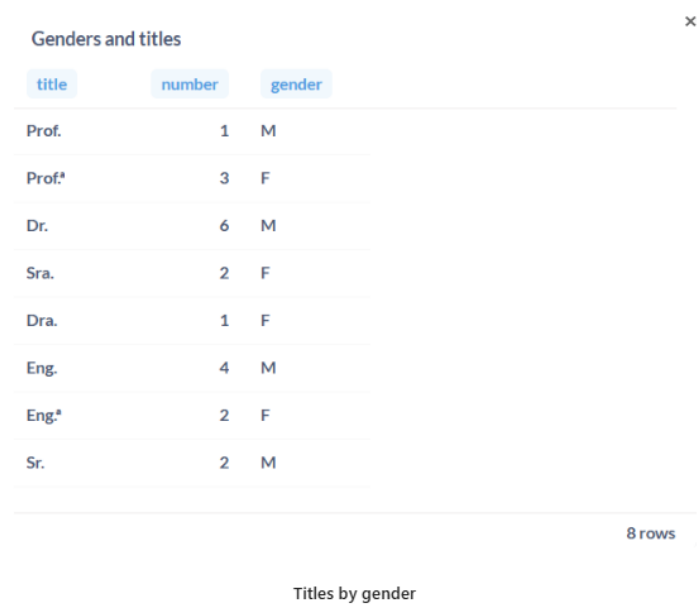 ×
Genders and titles
title number gender
Prof. 1 M
Prof.ª 3 F
Dr. 6 M
Sra. 2 F
Dra. 1 F
Eng. 4 M
Eng.ª 2 F
Sr. 2 M
8 rows
Titles by gender